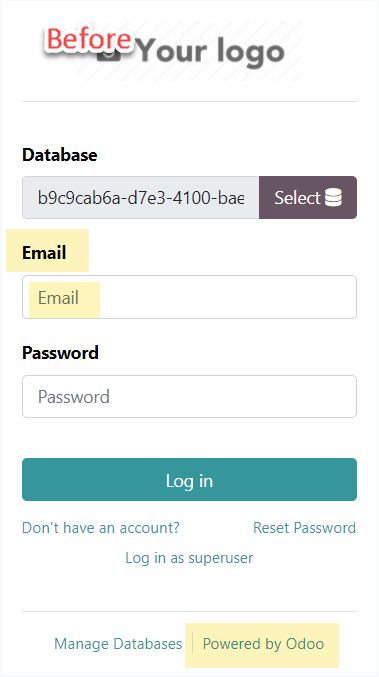 Before
Your logo
Database
b9c9cab6a-d7e3-4100-bae
Select
Email
Email
Password
Password
Log in
Don't have an account? Reset Password
Log in as superuser
Manage Databases Powered by Odoo